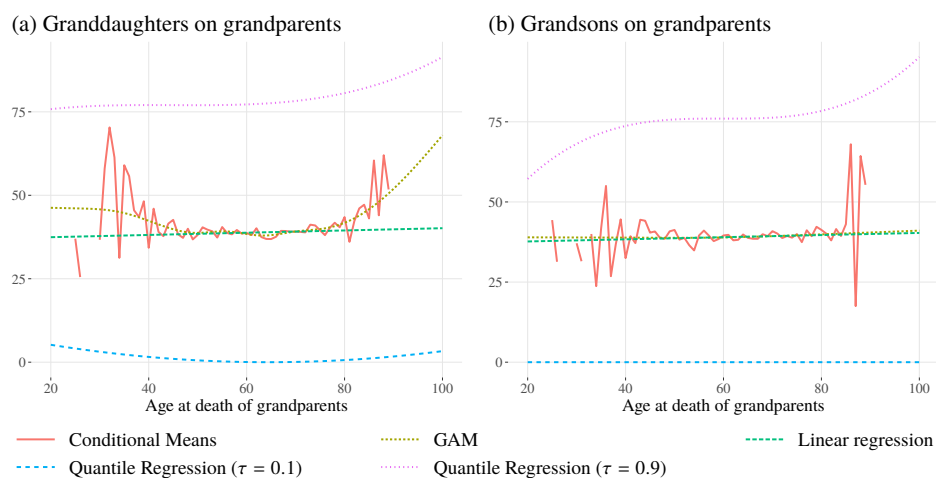 (a) Granddaughters on grandparents
(b) Grandsons on grandparents
75
50
25
0
20 40 60 80 100
Age at death of grandparents
75
50
25
0
20 40 60 80 100
Age at death of grandparents
Conditional Means
GAM
Linear regression
Quantile Regression (τ = 0.1)
Quantile Regression (τ = 0.9)